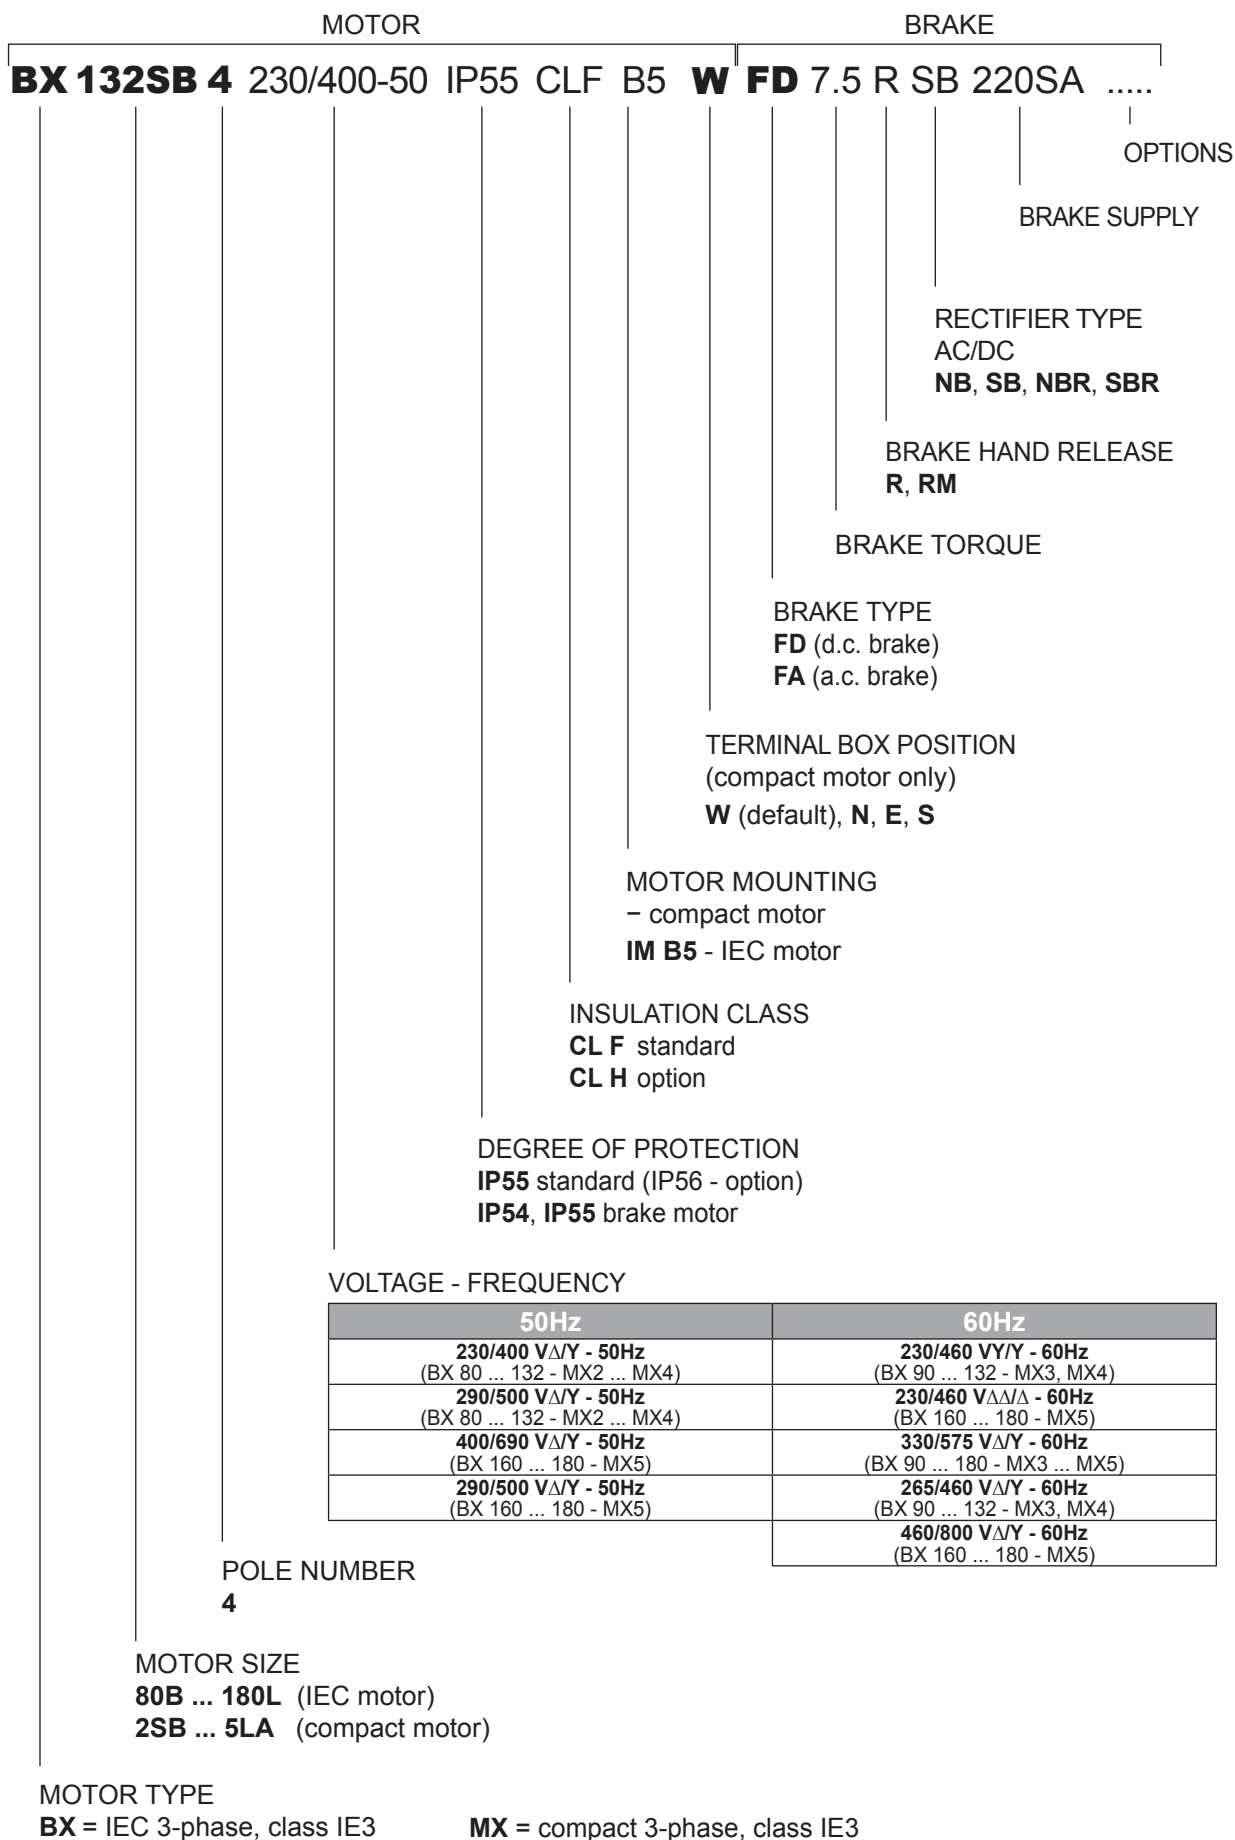 MOTOR
BRAKE
BX 132SB 4 230/400-50 IP55 CLF B5 W FD 7.5 R SB 220SA .....
OPTIONS
BRAKE SUPPLY
RECTIFIER TYPE
AC/DC
NB, SB, NBR, SBR
BRAKE HAND RELEASE
R, RM
BRAKE TORQUE
BRAKE TYPE
FD (d.c. brake)
FA (a.c. brake)
TERMINAL BOX POSITION
(compact motor only)
W (default), N, E, S
MOTOR MOUNTING
− compact motor
IM B5 - IEC motor
INSULATION CLASS
CL F standard
CL H option
DEGREE OF PROTECTION
IP55 standard (IP56 - option)
IP54, IP55 brake motor
VOLTAGE - FREQUENCY
50Hz
60Hz
230/400 V∆/Y - 50Hz
(BX 80 ... 132 - MX2 ... MX4)
230/460 VY/Y - 60Hz
(BX 90 ... 132 - MX3, MX4)
290/500 V∆/Y - 50Hz
(BX 80 ... 132 - MX2 ... MX4)
230/460 V∆∆/∆ - 60Hz
(BX 160 ... 180 - MX5)
400/690 V∆/Y - 50Hz
(BX 160 ... 180 - MX5)
330/575 V∆/Y - 60Hz
(BX 90 ... 180 - MX3 ... MX5)
290/500 V∆/Y - 50Hz
(BX 160 ... 180 - MX5)
265/460 V∆/Y - 60Hz
(BX 90 ... 132 - MX3, MX4)
460/800 V∆/Y - 60Hz
(BX 160 ... 180 - MX5)
POLE NUMBER
4
MOTOR SIZE
80B ... 180L (IEC motor)
2SB ... 5LA (compact motor)
MOTOR TYPE
BX = IEC 3-phase, class IE3
MX = compact 3-phase, class IE3